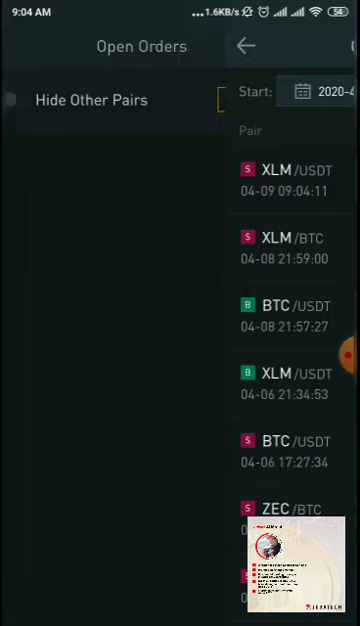 9:04 AM
...1.6KB/s
54
Open Orders
Hide Other Pairs
Start:
2020-4
Pair
S XLM/USDT
04-09 09:04:11
S XLM/BTC
04-08 21:59:00
B BTC/USDT
04-08 21:57:27
B XLM/USDT
04-06 21:34:53
S BTC/USDT
04-06 17:27:34
S ZEC/BTC